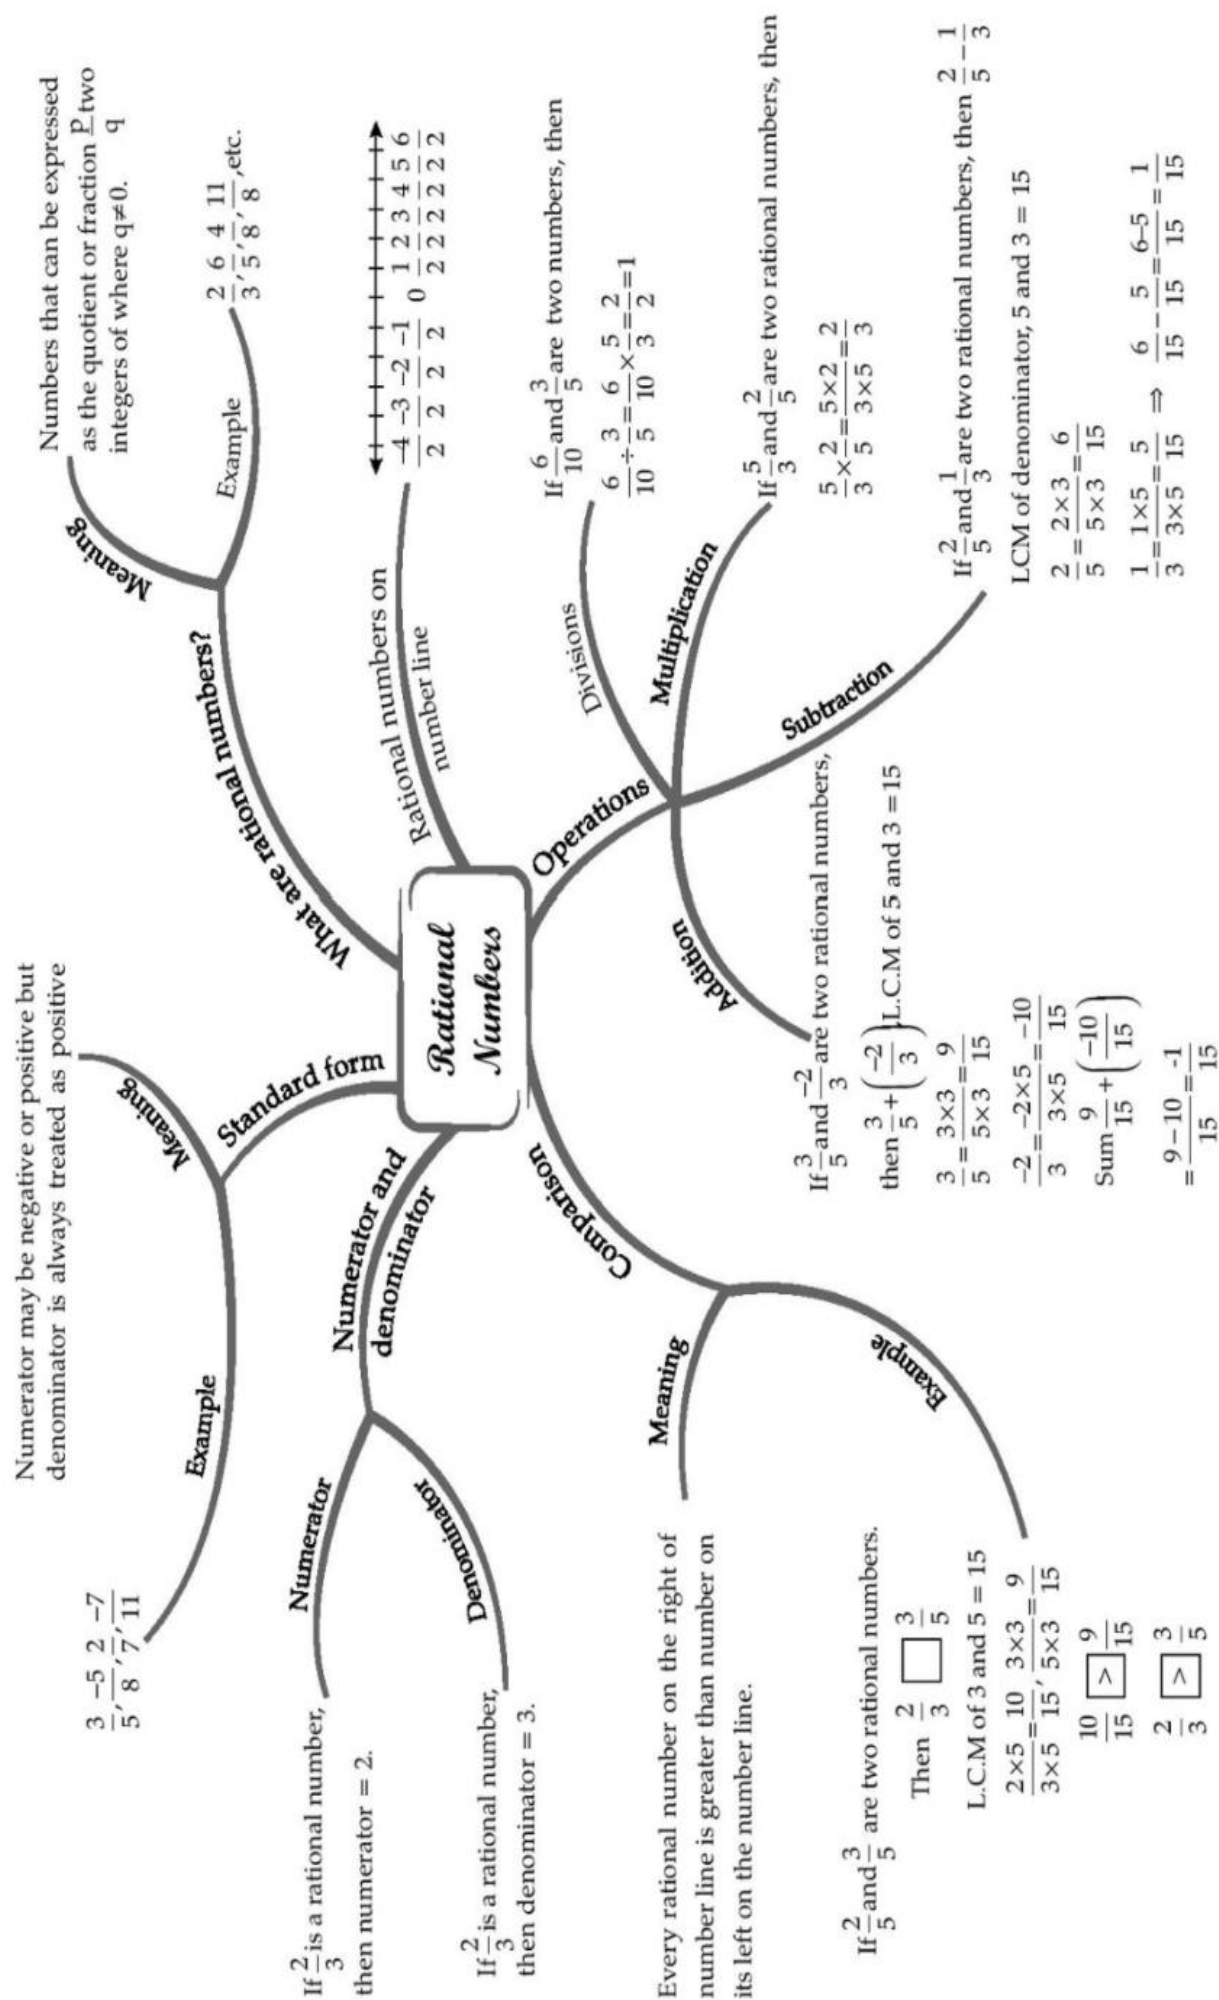 Rational
Numbers
What are rational numbers?
Meaning
Numbers that can be expressed
as the quotient or fraction P/q two
integers of where q≠0.
Example
2/3, 6/5, 4/8, 11/8, etc.
Rational numbers on
number line
-4/2 -3/2 -2/2 -1/2 0 1/2 2/2 3/2 4/2 5/2 6/2
Operations
Divisions
If 6/10 and 3/5 are two numbers, then
6/10 ÷ 3/5 = 6/10 × 5/3 = 2/2 = 1
Multiplication
If 5/3 and 2/5 are two rational numbers, then
5/3 × 2/5 = 5×2/3×5 = 2/3
Subtraction
If 2/5 and 1/3 are two rational numbers, then 2/5 − 1/3
LCM of denominator, 5 and 3 = 15
2/5 = 2×3/5×3 = 6/15
1/3 = 1×5/3×5 = 5/15 ⇒ 6/15 − 5/15 = 6–5/15 = 1/15
Addition
If 3/5 and -2/3 are two rational numbers,
then 3/5 + (-2/3), L.C.M of 5 and 3 = 15
3/5 = 3×3/5×3 = 9/15
-2/3 = -2×5/3×5 = -10/15
Sum 9/15 + (-10/15)
= 9−10/15 = -1/15
Comparison
Meaning
Every rational number on the right of
number line is greater than number on
its left on the number line.
Example
If 2/5 and 3/5 are two rational numbers.
Then 2/3 □ 3/5
L.C.M of 3 and 5 = 15
2×5/3×5 = 10/15, 3×3/5×3 = 9/15
10/15 > 9/15
2/3 > 3/5
Numerator and
denominator
Numerator
If 2/3 is a rational number,
then numerator = 2.
Denominator
If 2/3 is a rational number,
then denominator = 3.
Standard form
Meaning
Numerator may be negative or positive but
denominator is always treated as positive
Example
3/5, -5/8, 2/7, -7/11